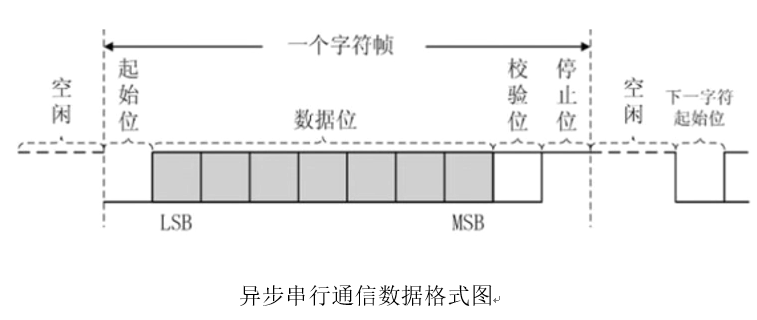 一个字符帧
空闲
起始位
数据位
校验位
停止位
空闲
下一字符
起始位
LSB
MSB
异步串行通信数据格式图